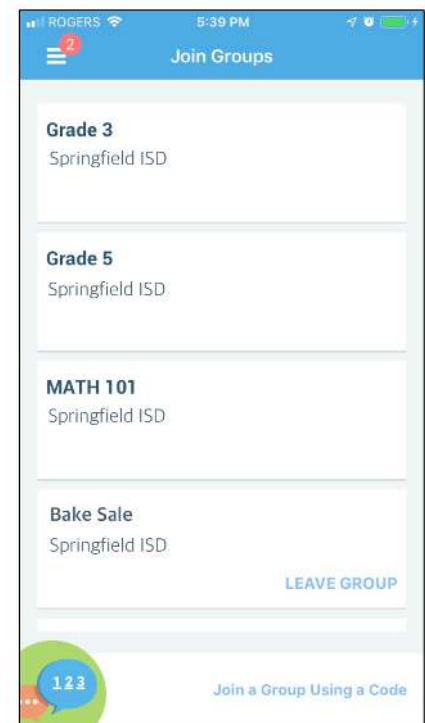 ROGERS 5:39 PM
2
Join Groups
Grade 3
Springfield ISD
Grade 5
Springfield ISD
MATH 101
Springfield ISD
Bake Sale
Springfield ISD
LEAVE GROUP
123
Join a Group Using a Code